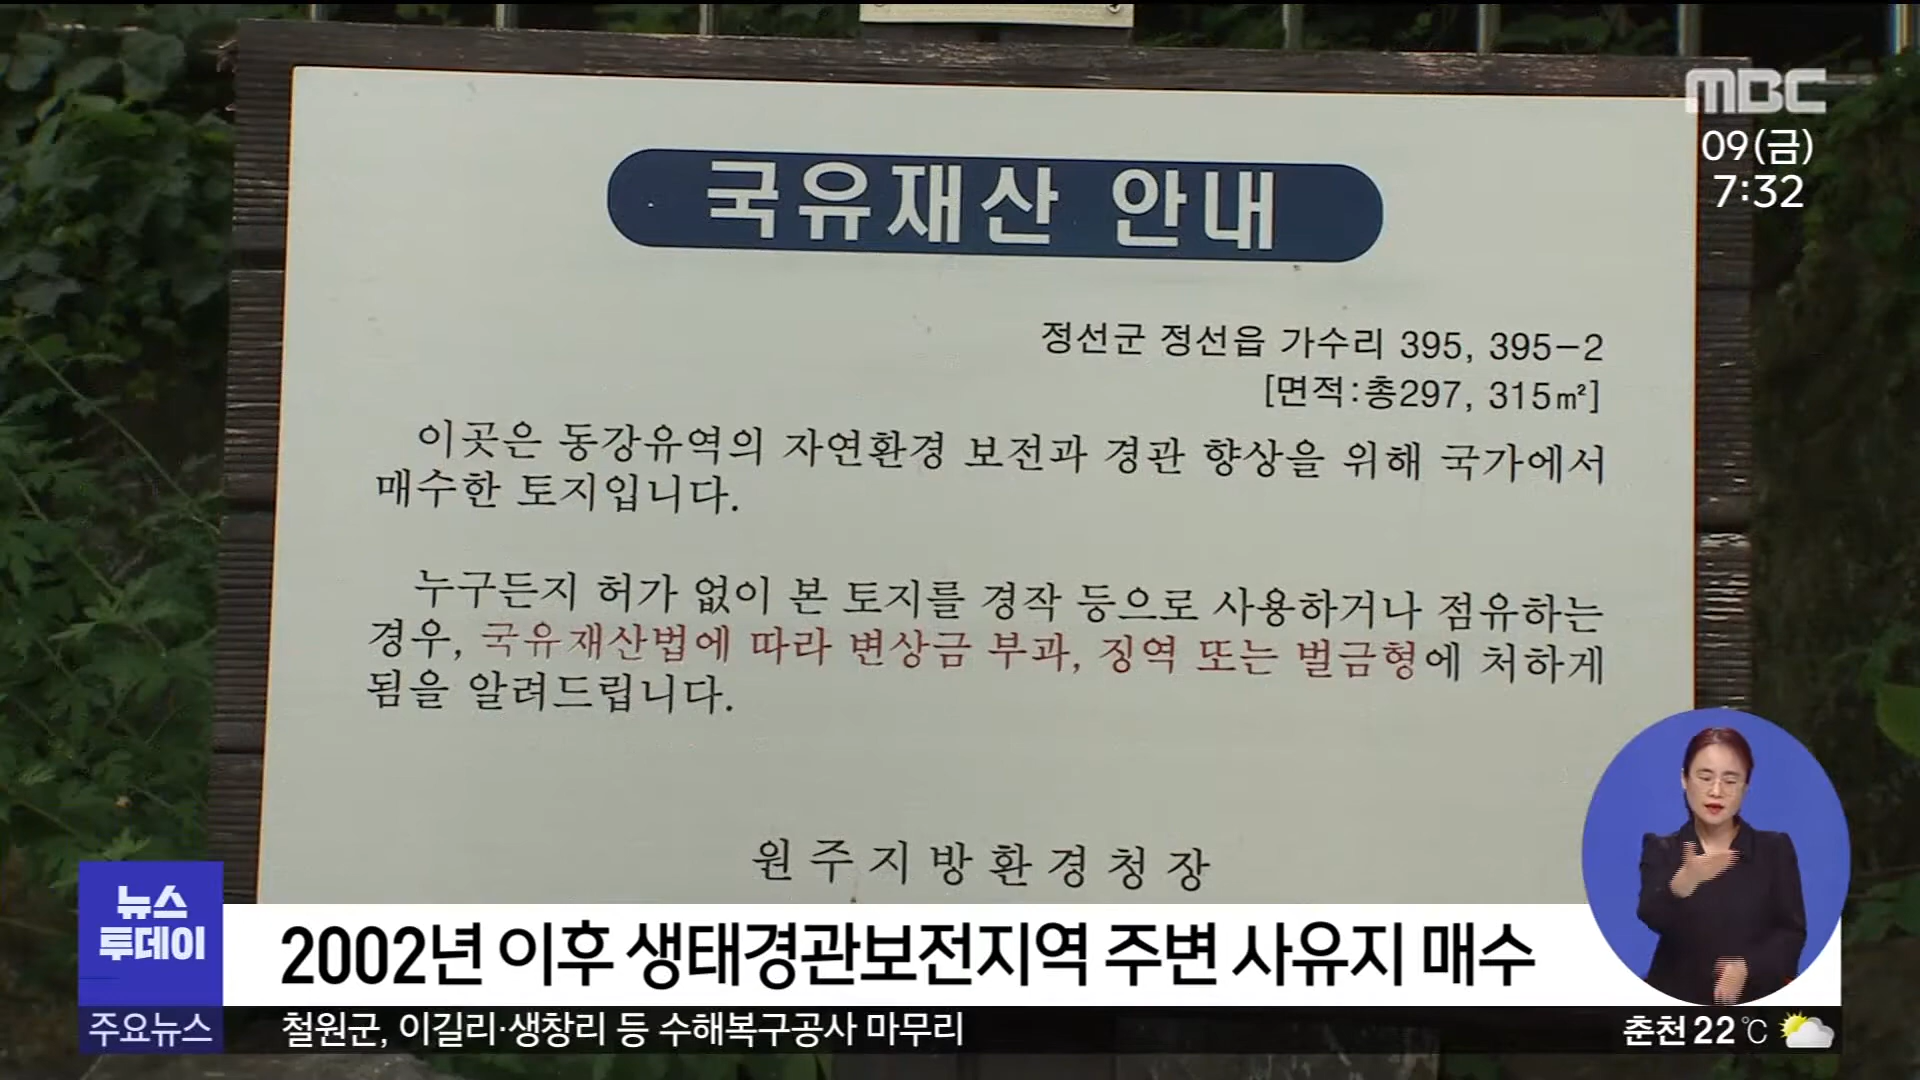 MBC
09(금)
7:32
국유재산 안내
정선군 정선읍 가수리 395, 395-2
[면적:총297, 315㎡]
이곳은 동강유역의 자연환경 보전과 경관 향상을 위해 국가에서
매수한 토지입니다.
누구든지 허가 없이 본 토지를 경작 등으로 사용하거나 점유하는
경우, 국유재산법에 따라 변상금 부과, 징역 또는 벌금형에 처하게
됨을 알려드립니다.
원주지방환경청장
뉴스
투데이
2002년 이후 생태경관보전지역 주변 사유지 매수
주요뉴스
철원군, 이길리·생창리 등 수해복구공사 마무리
춘천 22℃